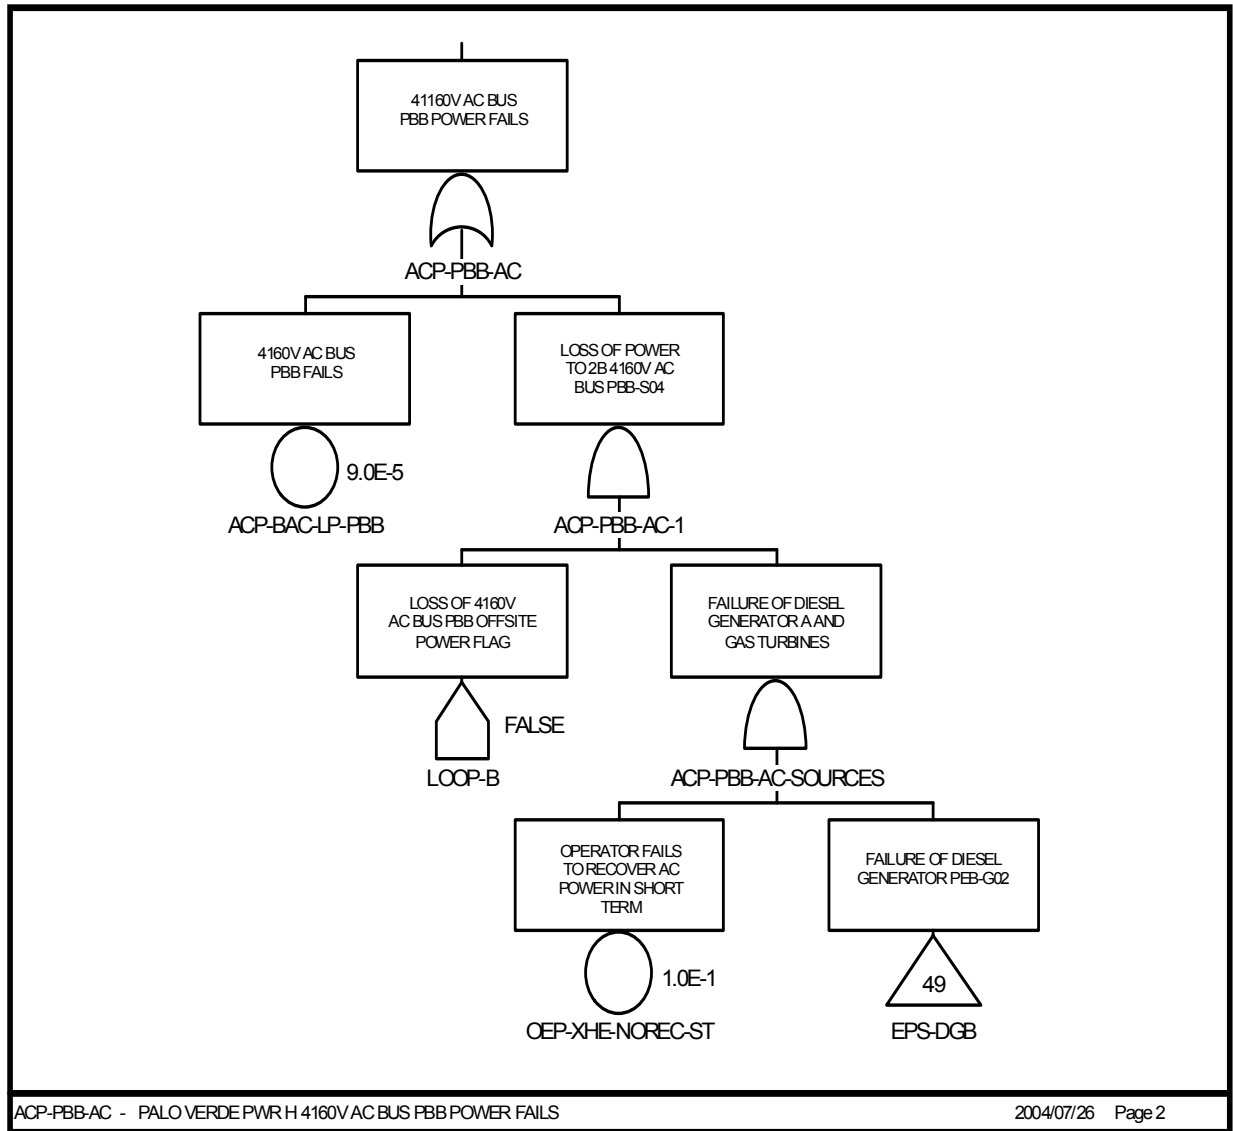 41160V AC BUS
PBB POWER FAILS
ACP-PBB-AC
4160V AC BUS
PBB FAILS
9.0E-5
ACP-BAC-LP-PBB
LOSS OF POWER
TO 2B 4160V AC
BUS PBB-S04
ACP-PBB-AC-1
LOSS OF 4160V
AC BUS PBB OFFSITE
POWER FLAG
FALSE
LOOP-B
FAILURE OF DIESEL
GENERATOR A AND
GAS TURBINES
ACP-PBB-AC-SOURCES
OPERATOR FAILS
TO RECOVER AC
POWER IN SHORT
TERM
1.0E-1
OEP-XHE-NOREC-ST
FAILURE OF DIESEL
GENERATOR PEB-G02
49
EPS-DGB
ACP-PBB-AC - PALO VERDE PWR H 4160V AC BUS PBB POWER FAILS
2004/07/26 Page 2